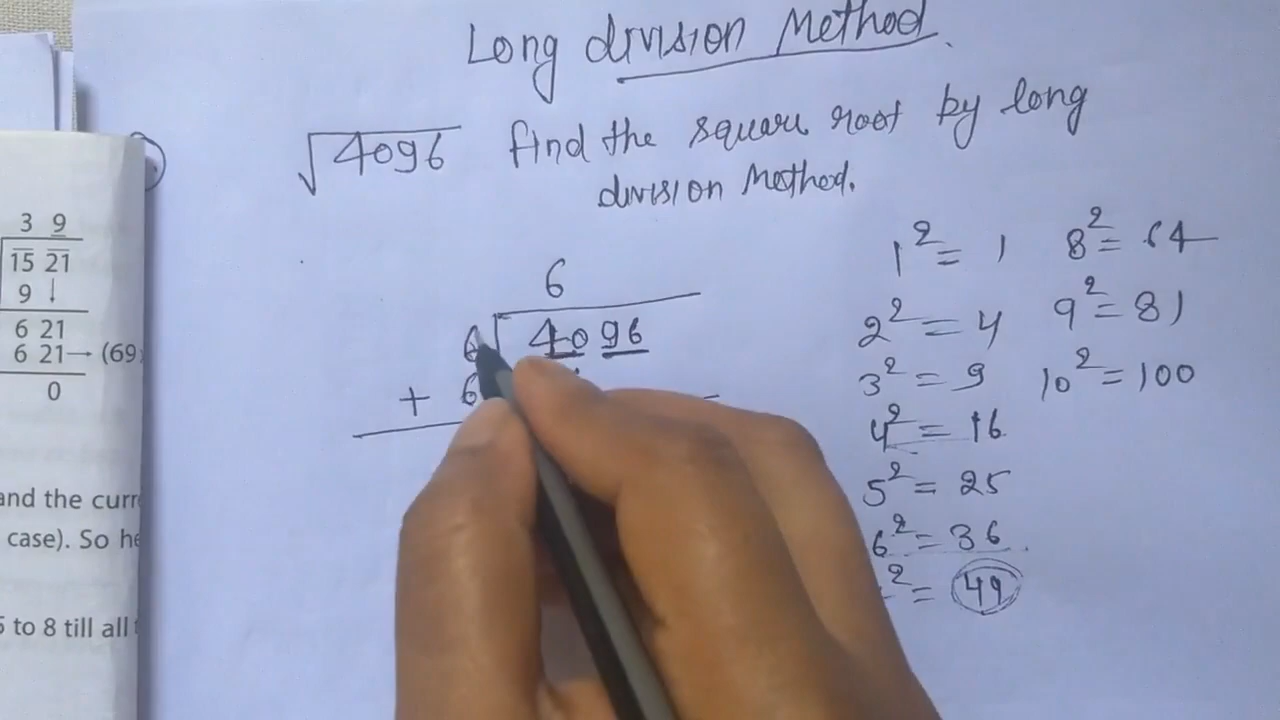 Long division Method.
√4096 find the square root by long
division Method.
3 9
15 21
9 ↓
6 21
6 21 → (69
0
and the curr
case). So he
to 8 till all
6
6 4096
+ 6
1² = 1
2² = 4
3² = 9
4² = 16
5² = 25
6² = 36
² = 49
8² = 64
9² = 81
10² = 100